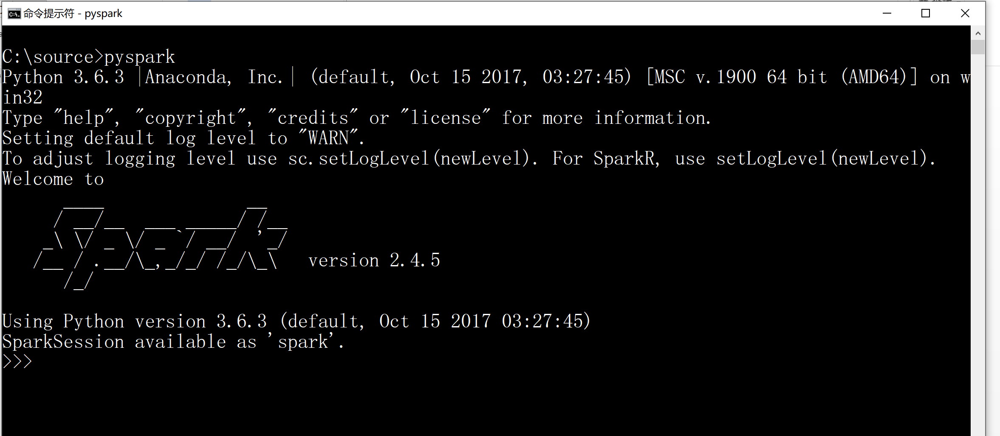 命令提示符 - pyspark
C:\source>pyspark
Python 3.6.3 |Anaconda, Inc.| (default, Oct 15 2017, 03:27:45) [MSC v.1900 64 bit (AMD64)] on w
in32
Type "help", "copyright", "credits" or "license" for more information.
Setting default log level to "WARN".
To adjust logging level use sc.setLogLevel(newLevel). For SparkR, use setLogLevel(newLevel).
Welcome to
      ____              __
     / __/__  ___ _____/ /__
    _\ \/ _ \/ _ `/ __/  '_/
   /__ / .__/\_,_/_/ /_/\_\   version 2.4.5
      /_/
Using Python version 3.6.3 (default, Oct 15 2017 03:27:45)
SparkSession available as 'spark'.
>>>